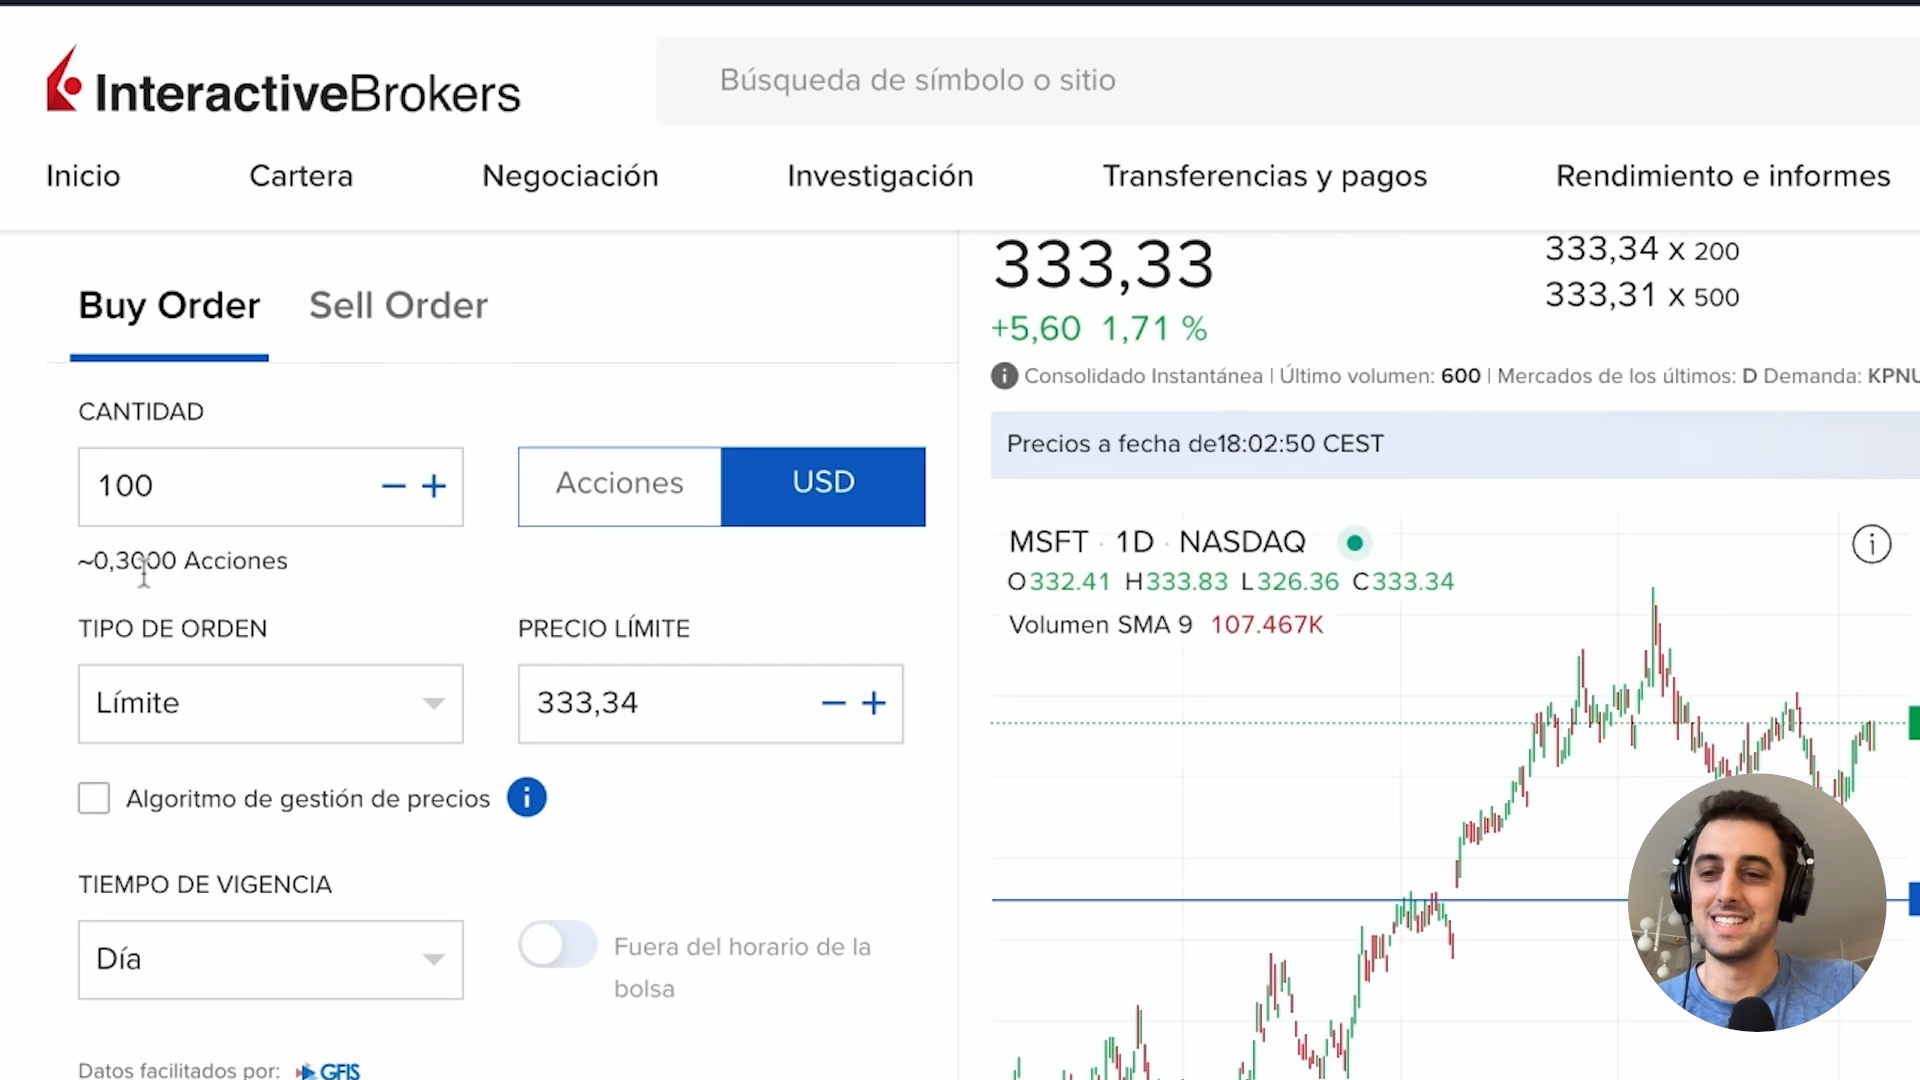 InteractiveBrokers
Búsqueda de símbolo o sitio
Inicio
Cartera
Negociación
Investigación
Transferencias y pagos
Rendimiento e informes
Buy Order
Sell Order
CANTIDAD
100
Acciones
USD
~0,3000 Acciones
TIPO DE ORDEN
PRECIO LÍMITE
Límite
333,34
Algoritmo de gestión de precios
TIEMPO DE VIGENCIA
Día
Fuera del horario de la
bolsa
Datos facilitados por: GFIS
333,33
+5,60 1,71 %
333,34 X 200
333,31 X 500
Consolidado Instantánea | Último volumen: 600 | Mercados de los últimos: D Demanda: KPNU
Precios a fecha de18:02:50 CEST
MSFT · 1D · NASDAQ
O332.41 H333.83 L326.36 C333.34
Volumen SMA 9 107.467K